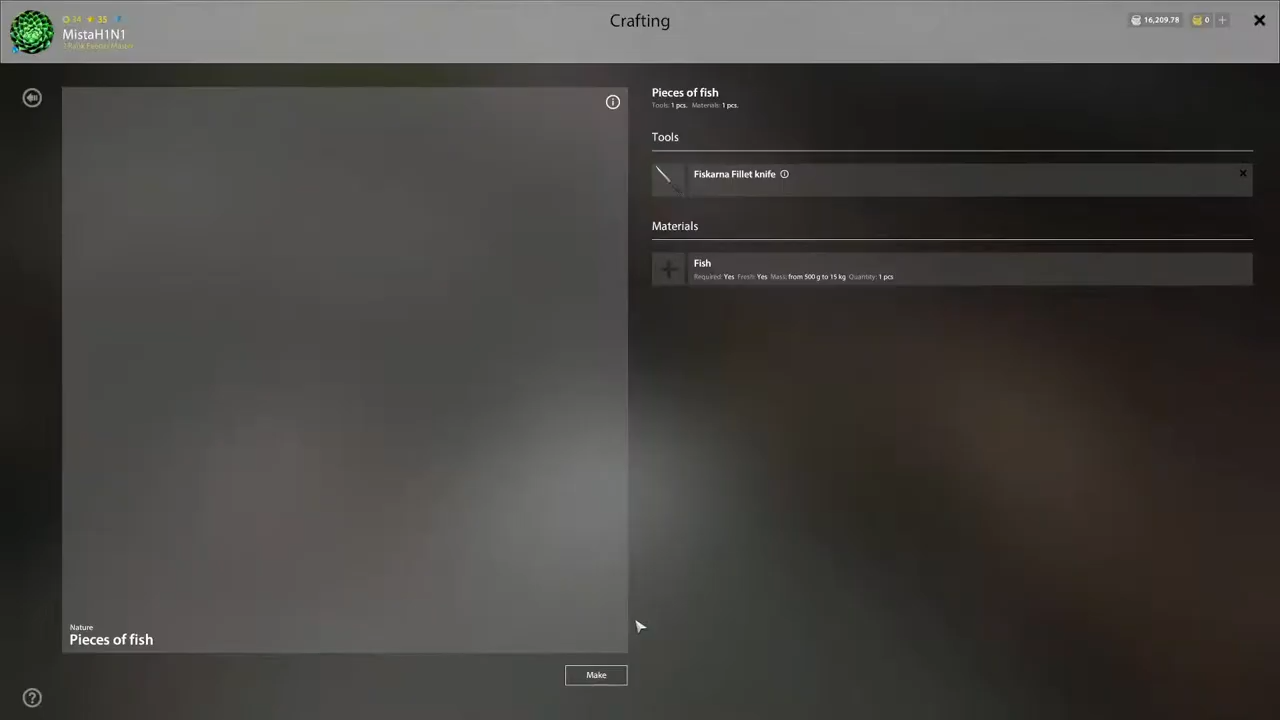 Crafting
34 35
MistaH1N1
16,209.78
0
Pieces of fish
Tools: 1 pcs. Materials: 1 pcs.
Tools
Fiskarna Fillet knife
Materials
Fish
Required: Yes Fresh: Yes Mass: from 500 g to 15 kg Quantity: 1 pcs
Nature
Pieces of fish
Make